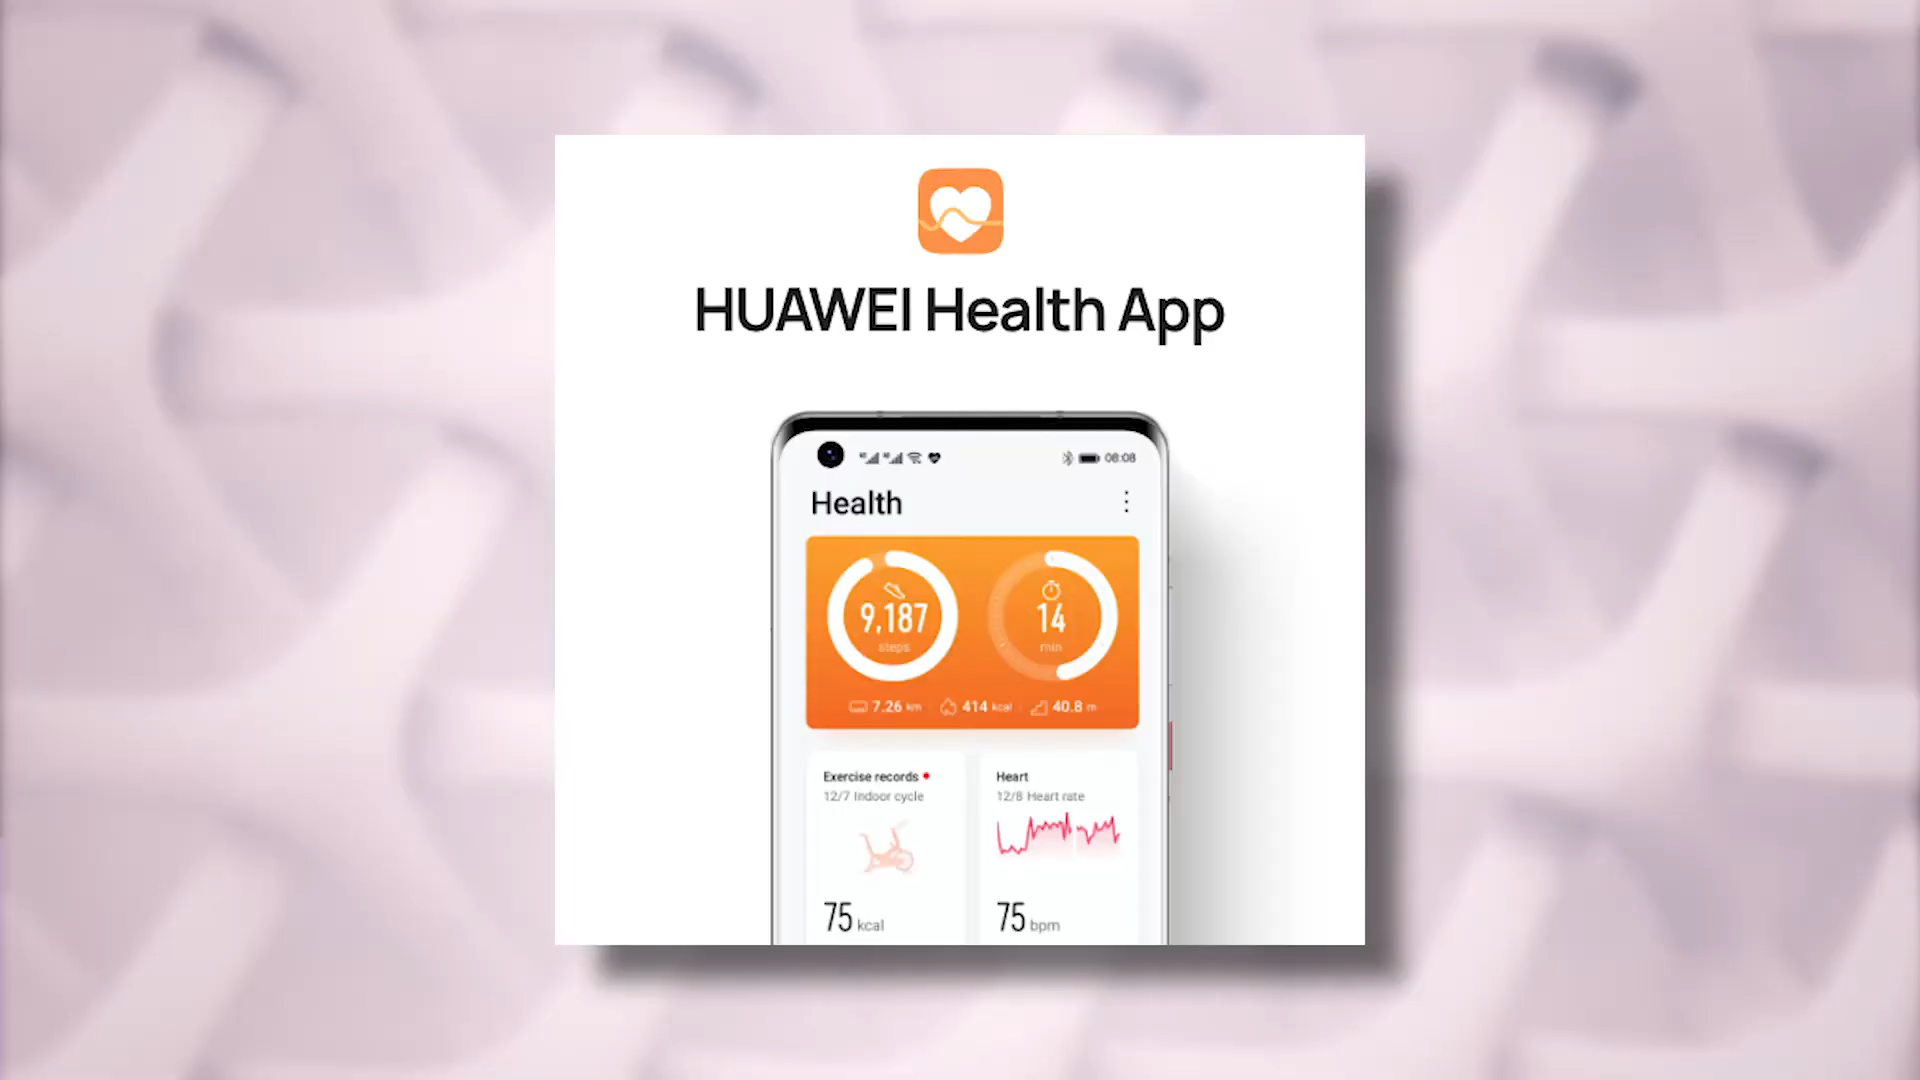 HUAWEI Health App
08:08
Health
9,187
steps
14
min
7.26 km
414 kcal
40.8 m
Exercise records
12/7 Indoor cycle
Heart
12/8 Heart rate
75 kcal
75 bpm